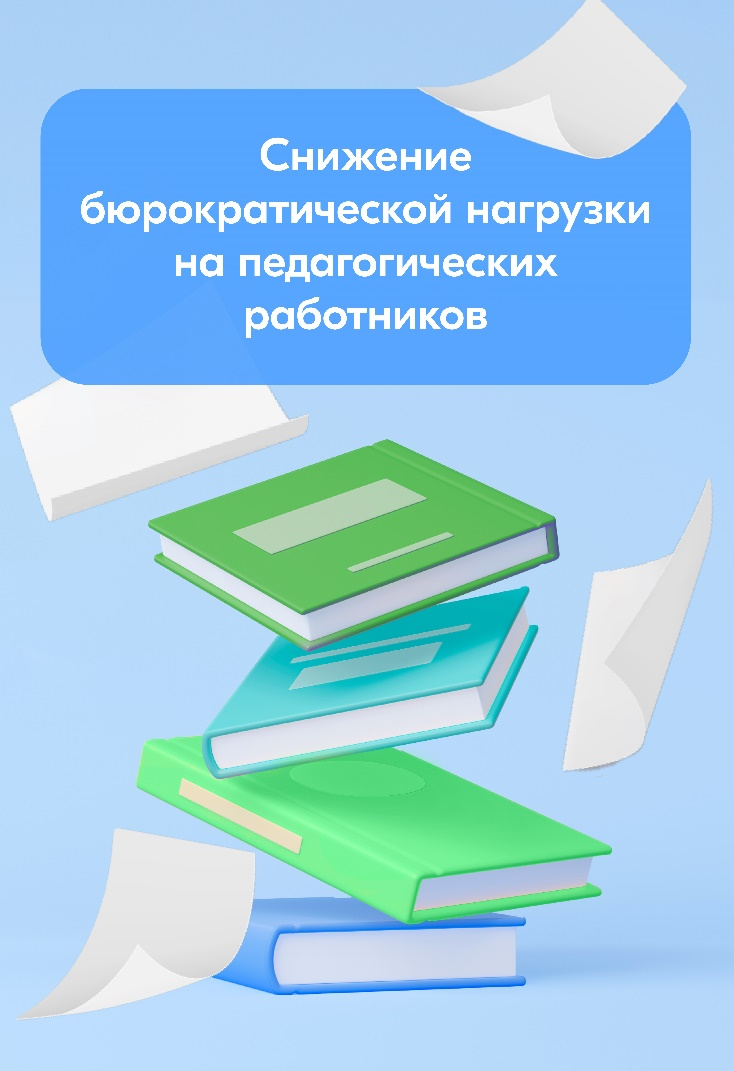 Снижение
бюрократической нагрузки
на педагогических
работников